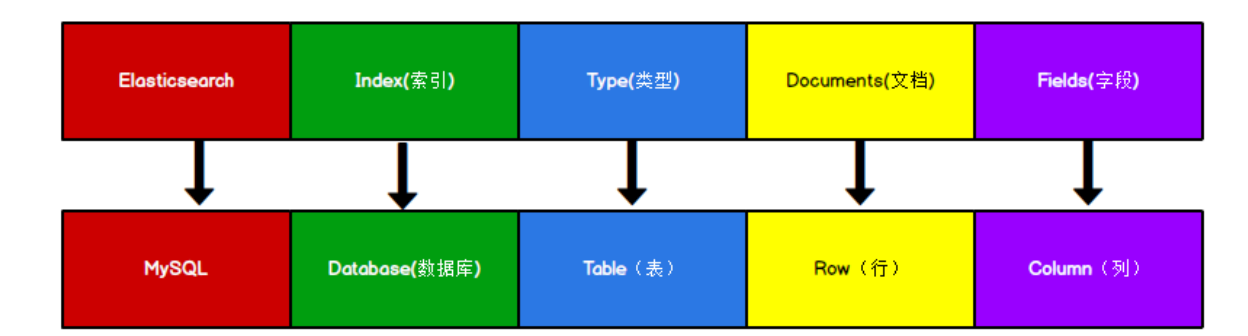 Elasticsearch
Index(索引)
Type(类型)
Documents(文档)
Fields(字段)
MySQL
Database(数据库)
Table（表）
Row（行）
Column（列）